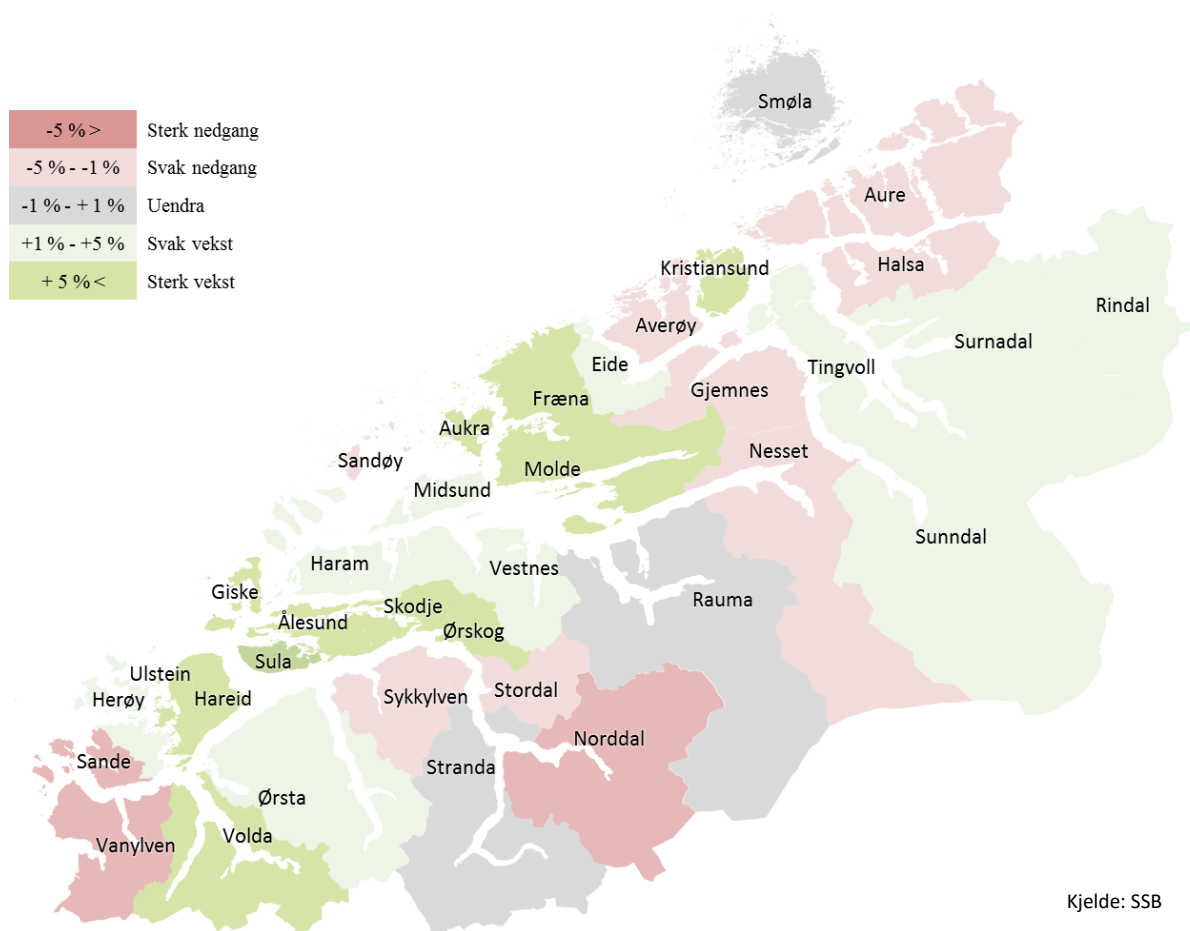 -5 % > Sterk nedgang
-5 % - -1 % Svak nedgang
-1 % - + 1 % Uendra
+1 % - +5 % Svak vekst
+ 5 % < Sterk vekst
Smøla
Aure
Halsa
Kristiansund
Rindal
Averøy
Surnadal
Eide
Tingvoll
Gjemnes
Fræna
Aukra
Nesset
Sandøy
Molde
Midsund
Sunndal
Haram
Vestnes
Giske
Rauma
Skodje
Ålesund
Ørskog
Sula
Ulstein
Herøy
Hareid
Sykkylven
Stordal
Norddal
Sande
Stranda
Ørsta
Volda
Vanylven
Kjelde: SSB